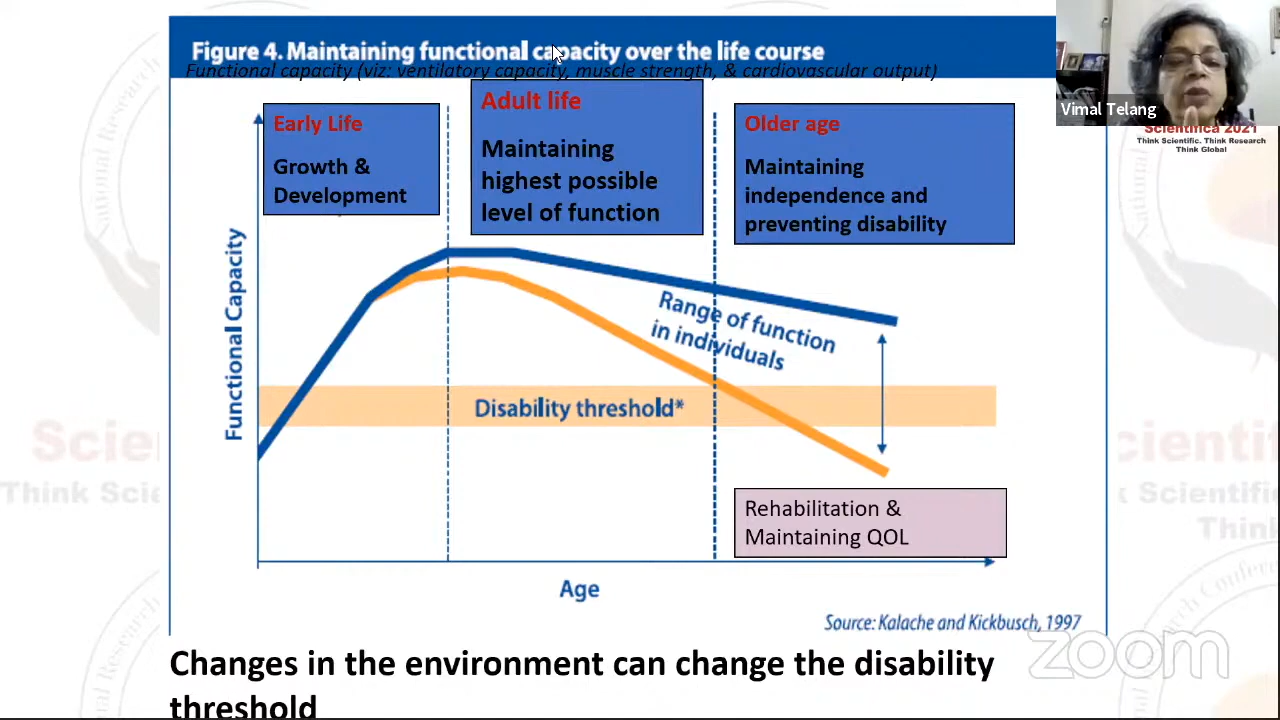 Figure 4. Maintaining functional capacity over the life course
Functional capacity (viz: ventilatory capacity, muscle strength, & cardiovascular output)
Vimal Telang
Scientifica 2021
Think Scientific. Think Research
Think Global
Early Life
Growth &
Development
Adult life
Maintaining
highest possible
level of function
Older age
Maintaining
independence and
preventing disability
Functional Capacity
Range of function
in individuals
Disability threshold*
Rehabilitation &
Maintaining QOL
Age
Source: Kalache and Kickbusch, 1997
Changes in the environment can change the disability
threshold
zoom